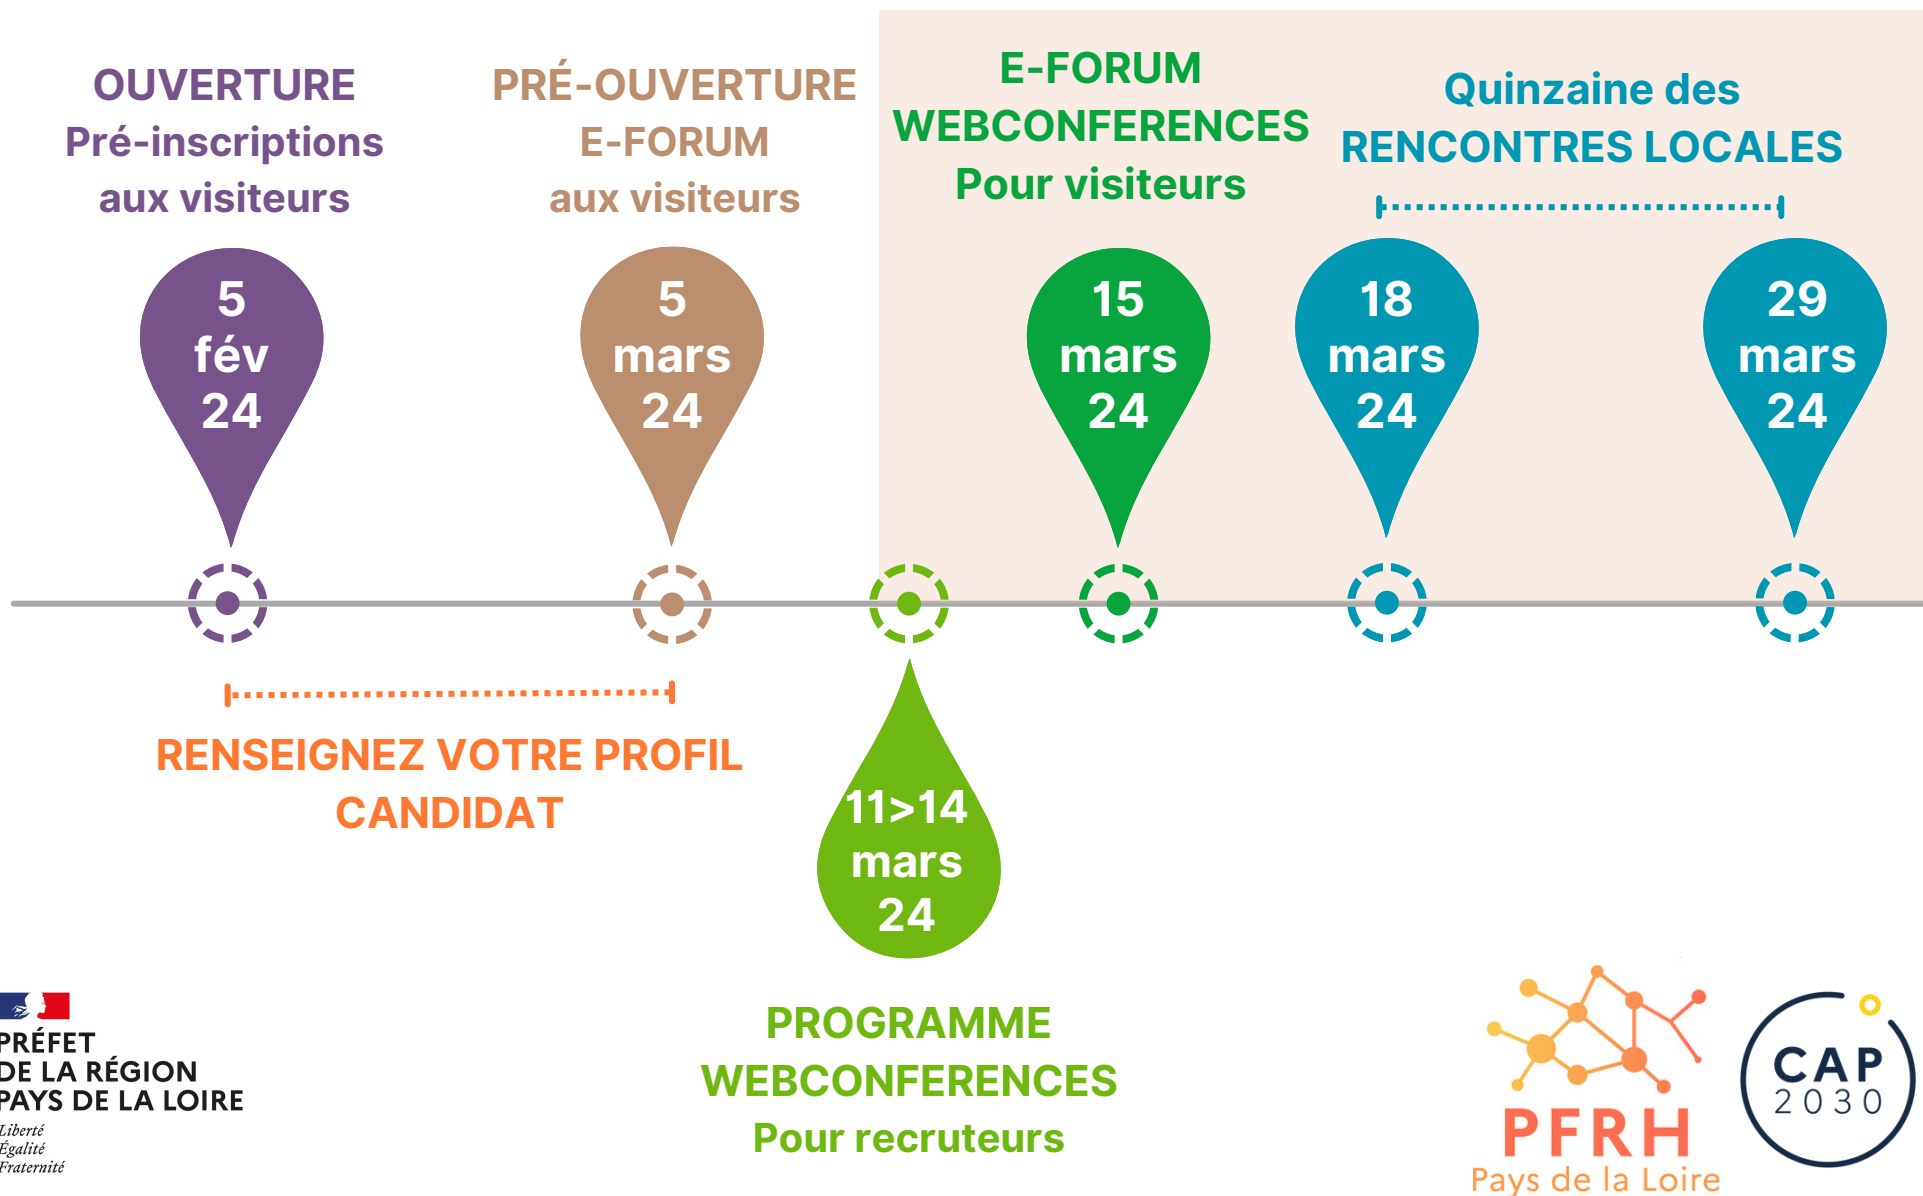 OUVERTURE
Pré-inscriptions
aux visiteurs
5
fév
24
PRÉ-OUVERTURE
E-FORUM
aux visiteurs
5
mars
24
E-FORUM
WEBCONFERENCES
Pour visiteurs
15
mars
24
Quinzaine des
RENCONTRES LOCALES
18
mars
24
29
mars
24
RENSEIGNEZ VOTRE PROFIL
CANDIDAT
11>14
mars
24
PROGRAMME
WEBCONFERENCES
Pour recruteurs
PRÉFET
DE LA RÉGION
PAYS DE LA LOIRE
Liberté
Égalité
Fraternité
PFRH
Pays de la Loire
CAP
2030